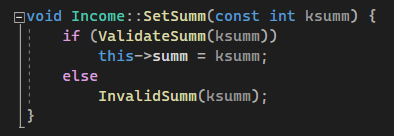 void Income::SetSumm(const int ksumm) {
    if (ValidateSumm(ksumm))
        this->summ = ksumm;
    else
        InvalidSumm(ksumm);
}